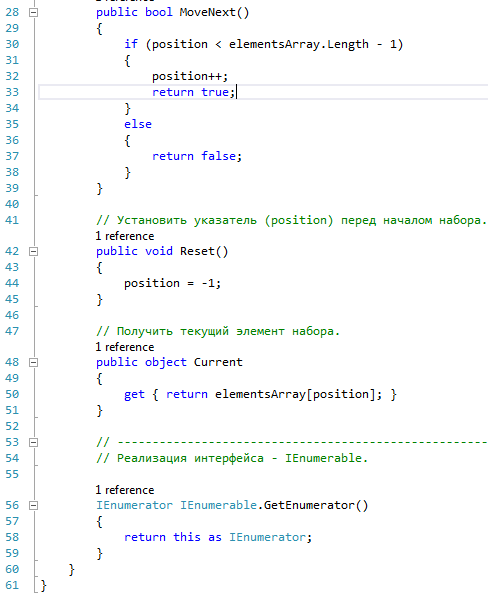 28 public bool MoveNext()
29 {
30 if (position < elementsArray.Length - 1)
31 {
32 position++;
33 return true;
34 }
35 else
36 {
37 return false;
38 }
39 }
40
41 // Установить указатель (position) перед началом набора.
1 reference
42 public void Reset()
43 {
44 position = -1;
45 }
46
47 // Получить текущий элемент набора.
1 reference
48 public object Current
49 {
50 get { return elementsArray[position]; }
51 }
52
53 // -----------------------------------------------------
54 // Реализация интерфейса - IEnumerable.
55
1 reference
56 IEnumerator IEnumerable.GetEnumerator()
57 {
58 return this as IEnumerator;
59 }
60 }
61 }